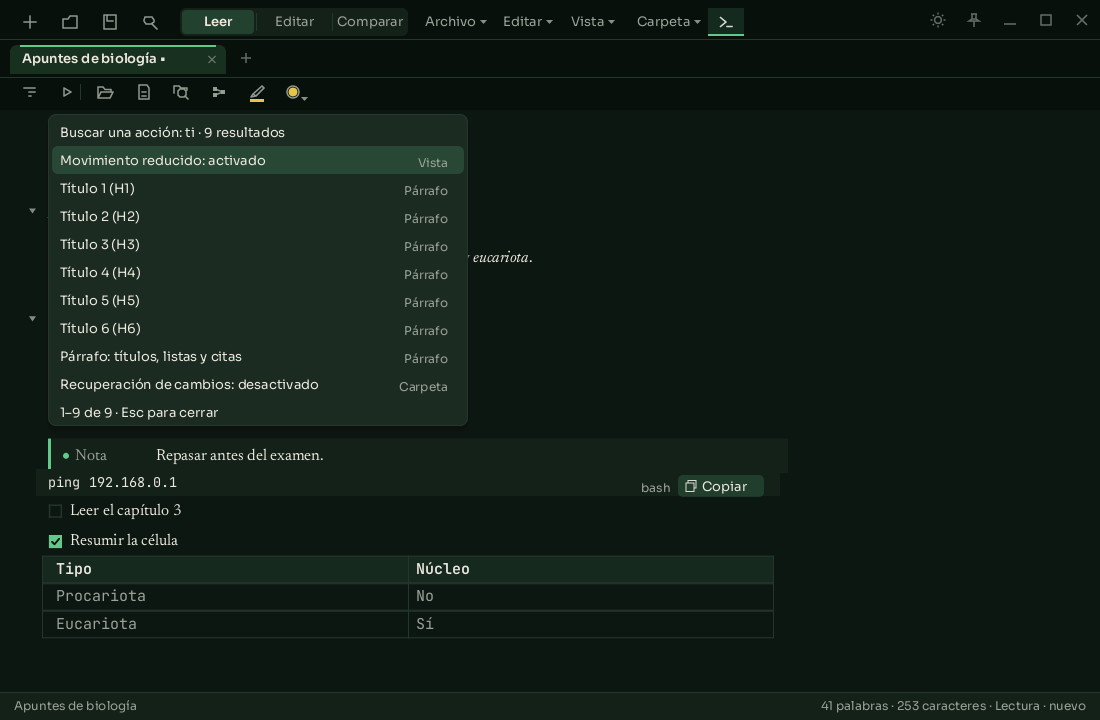 Leer Editar Comparar Archivo Editar Vista Carpeta
Apuntes de biología
Buscar una acción: ti · 9 resultados
Movimiento reducido: activado Vista
Título 1 (H1) Párrafo
Título 2 (H2) Párrafo
Título 3 (H3) Párrafo
eucariota.
Título 4 (H4) Párrafo
Título 5 (H5) Párrafo
Título 6 (H6) Párrafo
Párrafo: títulos, listas y citas Párrafo
Recuperación de cambios: desactivado Carpeta
1–9 de 9 · Esc para cerrar
Nota Repasar antes del examen.
ping 192.168.0.1 bash Copiar
Leer el capítulo 3
Resumir la célula
Tipo Núcleo
Procariota No
Eucariota Sí
Apuntes de biología 41 palabras · 253 caracteres · Lectura · nuevo